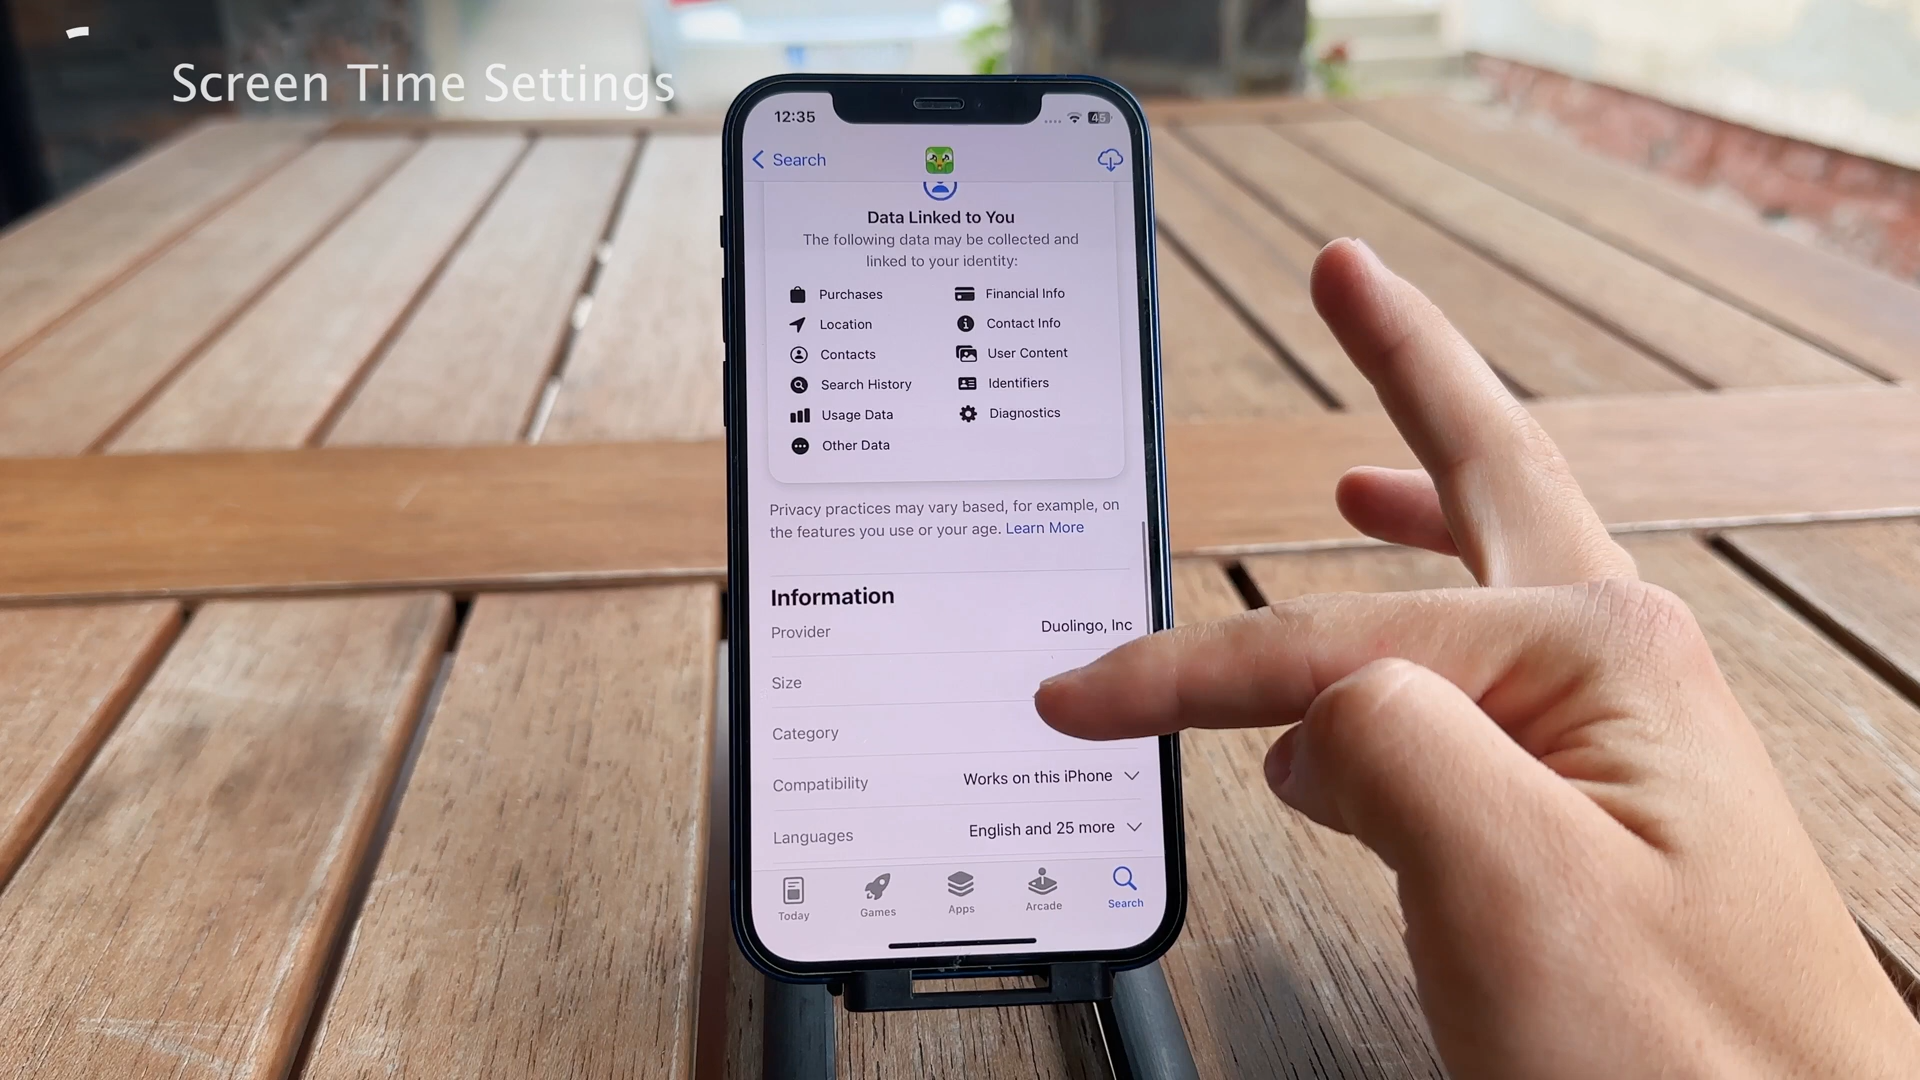 Screen Time Settings
12:35
45
Search
Data Linked to You
The following data may be collected and
linked to your identity:
Purchases
Financial Info
Location
Contact Info
Contacts
User Content
Search History
Identifiers
Usage Data
Diagnostics
Other Data
Privacy practices may vary based, for example, on
the features you use or your age. Learn More
Information
Provider
Duolingo, Inc
Size
Category
Compatibility
Works on this iPhone
Languages
English and 25 more
Today
Games
Apps
Arcade
Search